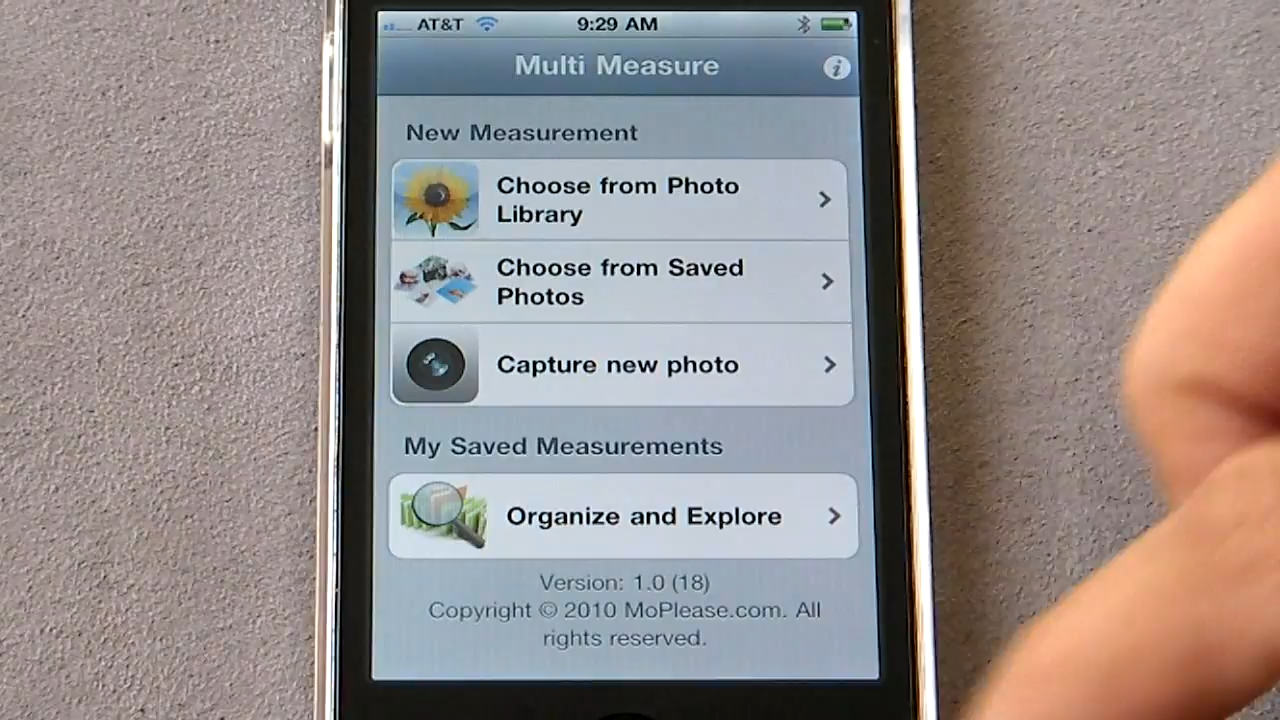 AT&T 9:29 AM
Multi Measure
New Measurement
Choose from Photo
Library
Choose from Saved
Photos
Capture new photo
My Saved Measurements
Organize and Explore
Version: 1.0 (18)
Copyright © 2010 MoPlease.com. All
rights reserved.